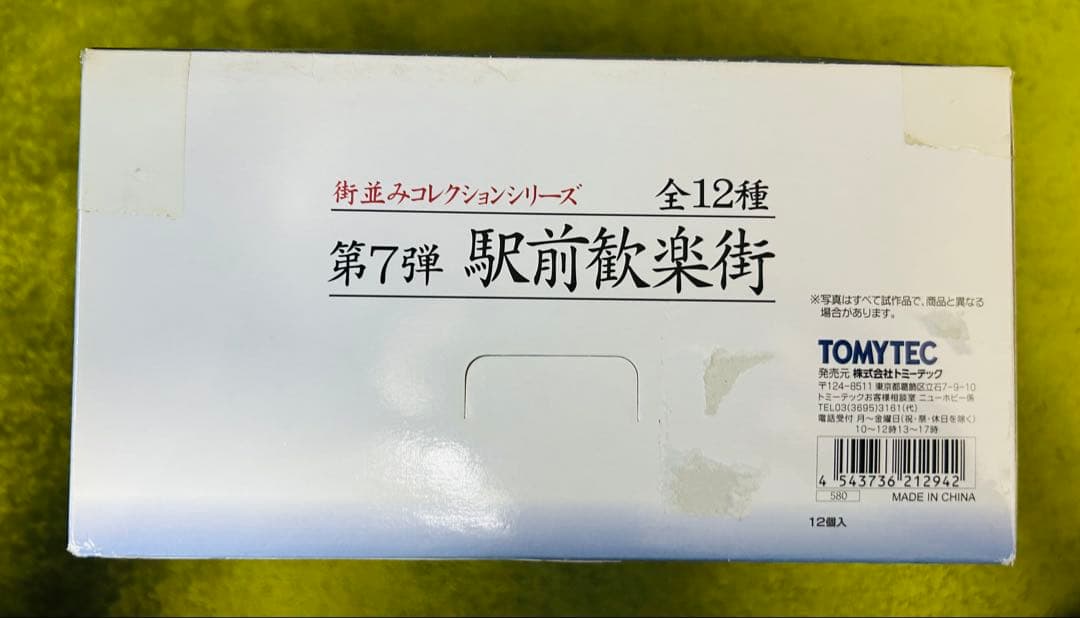 街並みコレクションシリーズ 全12種
第7弾 駅前歓楽街
※写真はすべて試作品で、商品と異なる
場合があります。
TOMYTEC
発売元 株式会社トミーテック
〒124-8511 東京都葛飾区立石7-9-10
トミーテックお客様相談室 ニューホビー係
TEL03(3695)3161(代)
電話受付 月～金曜日(祝・祭・休日を除く)
10～12時13～17時
4 543736 212942
580 MADE IN CHINA
12個入